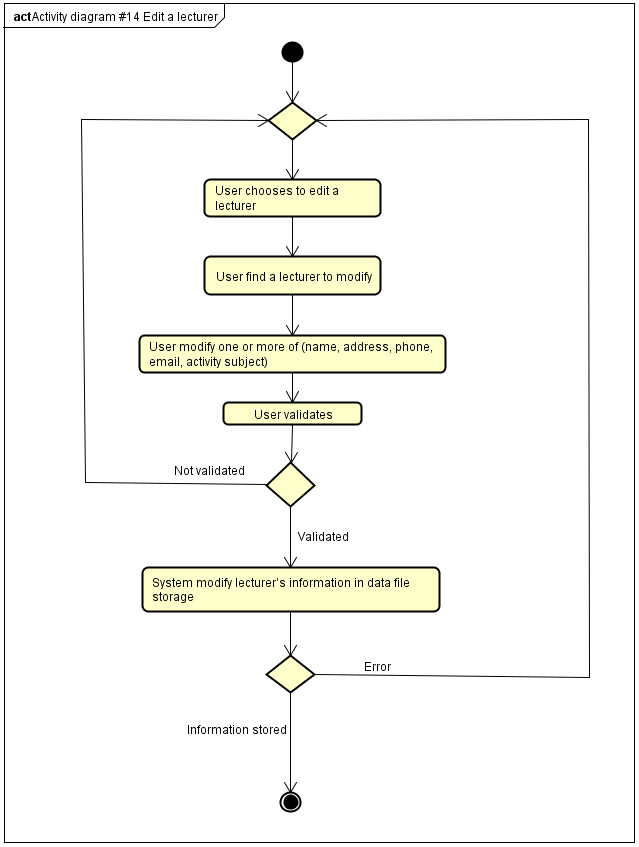 actActivity diagram #14 Edit a lecturer
User chooses to edit a
lecturer
User find a lecturer to modify
User modify one or more of (name, address, phone,
email, activity subject)
User validates
Not validated
Validated
System modify lecturer's information in data file
storage
Error
Information stored